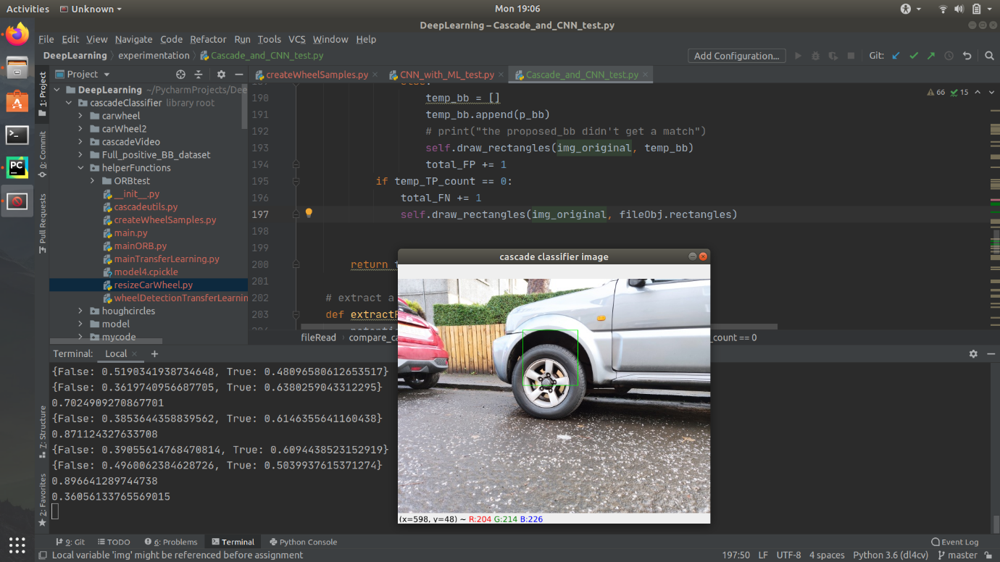 Activities Unknown Mon 19:06
DeepLearning – Cascade_and_CNN_test.py
File Edit View Navigate Code Refactor Run Tools VCS Window Help
DeepLearning experimentation Cascade_and_CNN_test.py Add Configuration... Git:
Project createWheelSamples.py CNN_with_ML_test.py Cascade_and_CNN_test.py
1: Project
0: Commit
Pull Requests
7: Structure
2: Favorites
DeepLearning ~/PycharmProjects/Dee
cascadeClassifier library root
carwheel
carWheel2
cascadeVideo
Full_positive_BB_dataset
helperFunctions
ORBtest
__init__.py
cascadeutils.py
createWheelSamples.py
main.py
mainORB.py
mainTransferLearning.py
model4.cpickle
resizeCarWheel.py
wheelDetectionTransferLearnin
houghcircles
model
mycode
66 15
190 temp_bb = []
191 temp_bb.append(p_bb)
192 # print("the proposed_bb didn't get a match")
193 self.draw_rectangles(img_original, temp_bb)
194 total_FP += 1
195 if temp_TP_count == 0:
196 total_FN += 1
197 self.draw_rectangles(img_original, fileObj.rectangles)
198
199
200 return
201
202 # extract a
203 def
fileRead
cascade classifier image
(x=598, y=48) ~ R:204 G:214 B:226
Terminal: Local
{False: 0.5190341938734648, True: 0.48096580612653517}
{False: 0.3619740956687705, True: 0.6380259043312295}
0.7024909270867701
{False: 0.3853644358839562, True: 0.6146355641160438}
0.871124327633708
{False: 0.39055614768470814, True: 0.6094438523152919}
{False: 0.4960062384628726, True: 0.5039937615371274}
0.896641289744738
0.36056133765569015
9: Git TODO 6: Problems Terminal Python Console Event Log
Local variable 'img' might be referenced before assignment 197:50 LF UTF-8 4 spaces Python 3.6 (dl4cv) master